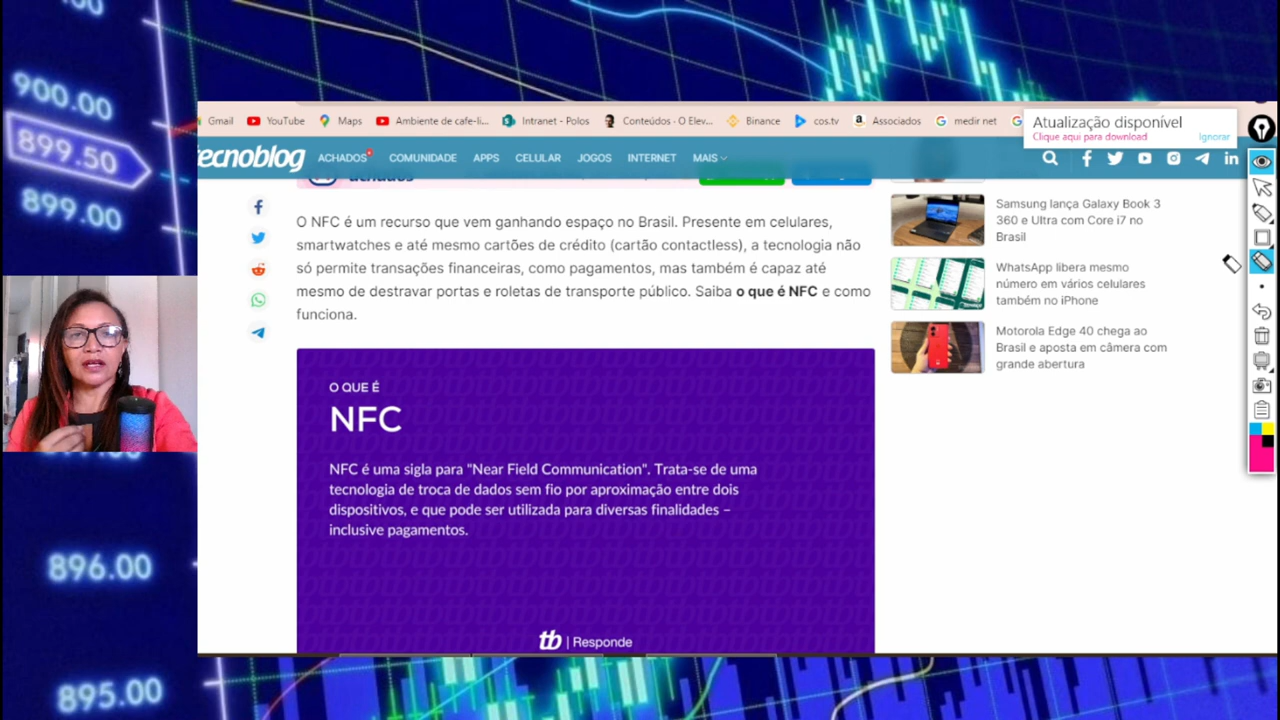 900.00
899.50
899.00
896.00
895.00
Gmail YouTube Maps Ambiente de cafe-li... Intranet - Polos Conteúdos · O Elev... Binance cos.tv Associados medir net
Atualização disponível
Clique aqui para download Ignorar
tecnoblog ACHADOS COMUNIDADE APPS CELULAR JOGOS INTERNET MAIS
achados
O NFC é um recurso que vem ganhando espaço no Brasil. Presente em celulares,
smartwatches e até mesmo cartões de crédito (cartão contactless), a tecnologia não
só permite transações financeiras, como pagamentos, mas também é capaz até
mesmo de destravar portas e roletas de transporte público. Saiba o que é NFC e como
funciona.
O QUE É
NFC
NFC é uma sigla para "Near Field Communication". Trata-se de uma
tecnologia de troca de dados sem fio por aproximação entre dois
dispositivos, e que pode ser utilizada para diversas finalidades –
inclusive pagamentos.
tb | Responde
Samsung lança Galaxy Book 3
360 e Ultra com Core i7 no
Brasil
WhatsApp libera mesmo
número em vários celulares
também no iPhone
Motorola Edge 40 chega ao
Brasil e aposta em câmera com
grande abertura